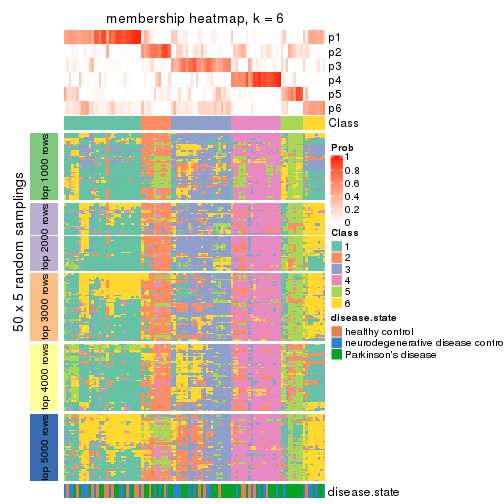 membership heatmap, k = 6
p1
p2
p3
p4
p5
p6
Class
50 x 5 random samplings
top 1000 rows
top 2000 rows
top 3000 rows
top 4000 rows
top 5000 rows
Prob
1
0.8
0.6
0.4
0.2
0
Class
1
2
3
4
5
6
disease.state
healthy control
neurodegenerative disease contro
Parkinson's disease
disease.state